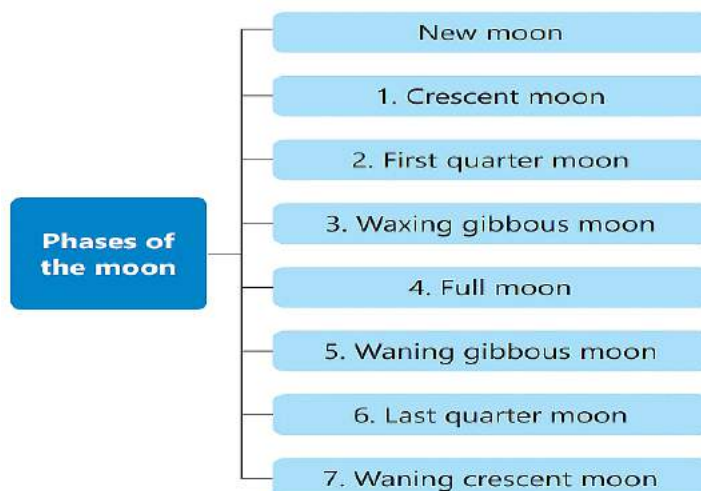 Phases of
the moon
New moon
1. Crescent moon
2. First quarter moon
3. Waxing gibbous moon
4. Full moon
5. Waning gibbous moon
6. Last quarter moon
7. Waning crescent moon